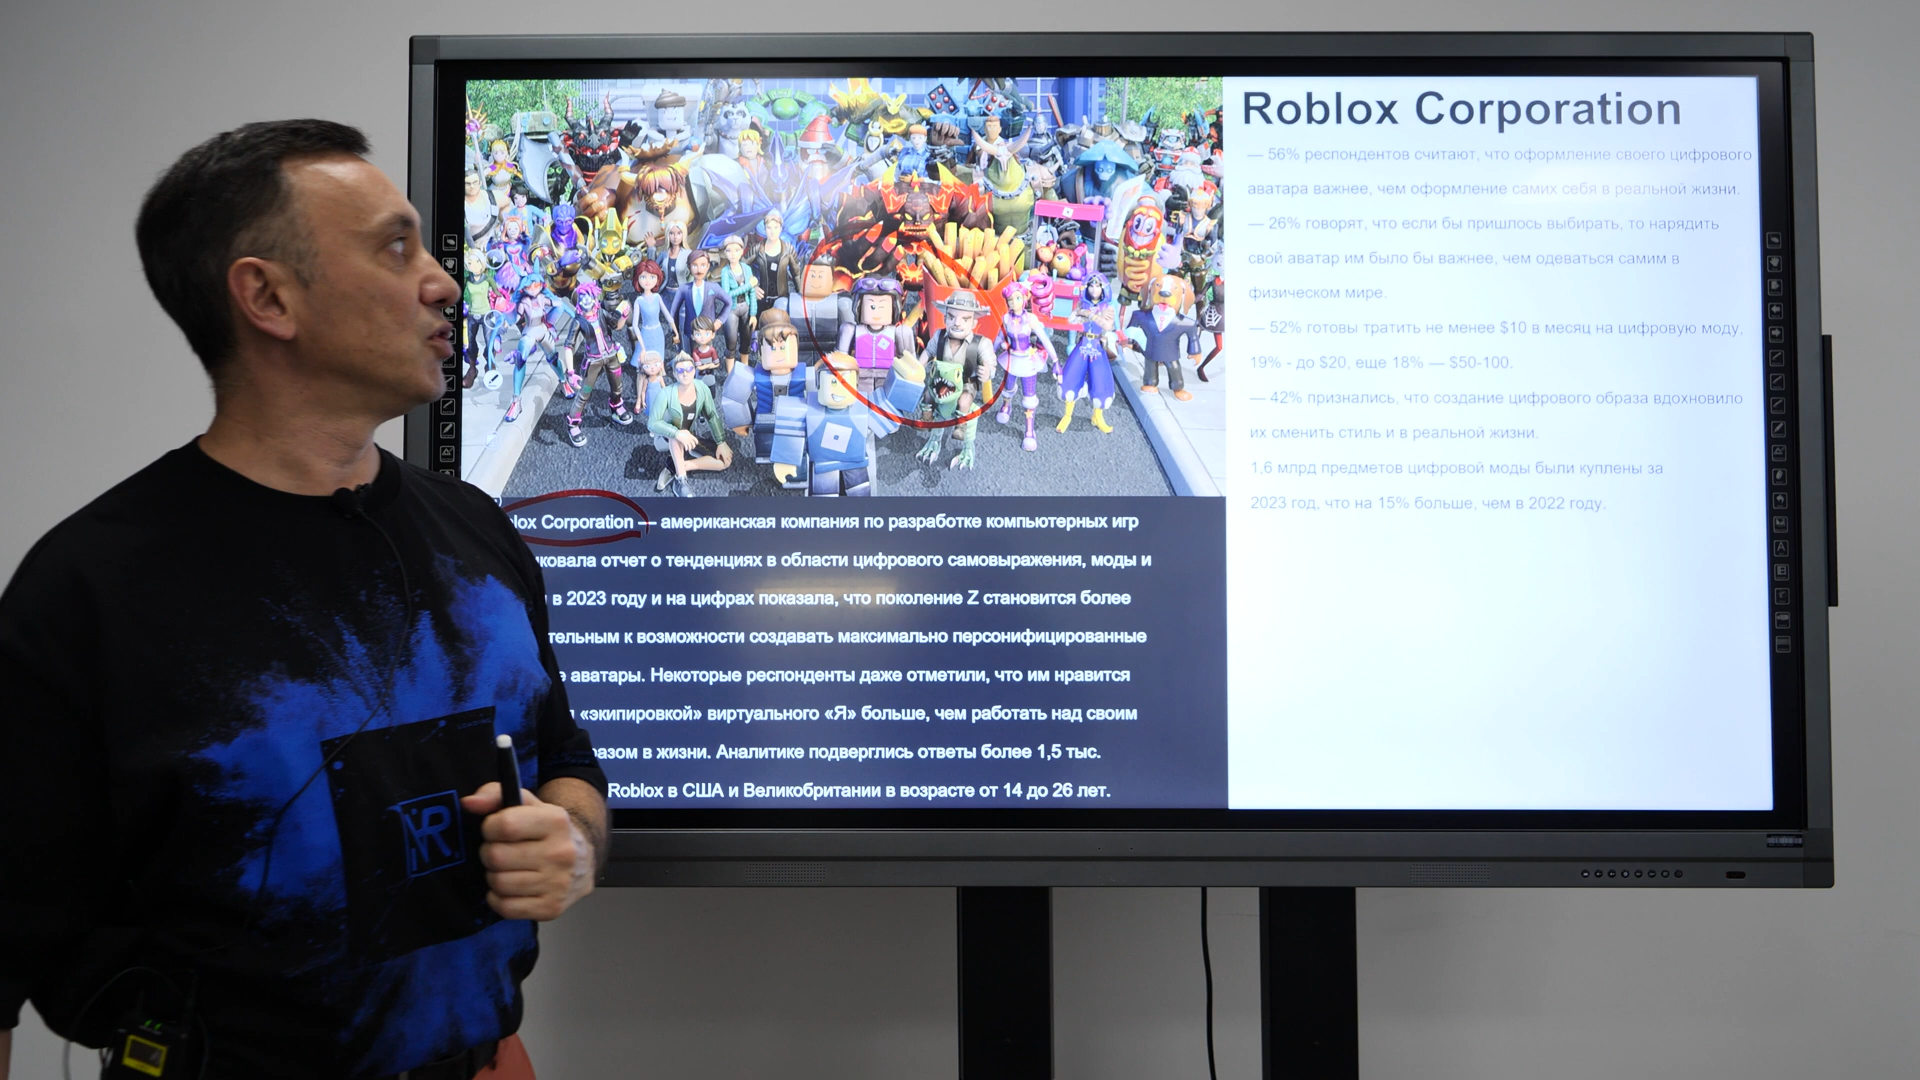 Roblox Corporation
— 56% респондентов считают, что оформление своего цифрового
аватара важнее, чем оформление самих себя в реальной жизни.
— 26% говорят, что если бы пришлось выбирать, то нарядить
свой аватар им было бы важнее, чем одеваться самим в
физическом мире.
— 52% готовы тратить не менее $10 в месяц на цифровую моду,
19% - до $20, еще 18% — $50-100.
— 42% признались, что создание цифрового образа вдохновило
их сменить стиль и в реальной жизни.
1,6 млрд предметов цифровой моды были куплены за
2023 год, что на 15% больше, чем в 2022 году.
Corporation — американская компания по разработке компьютерных игр
отчет о тенденциях в области цифрового самовыражения, моды и
в 2023 году и на цифрах показала, что поколение Z становится более
к возможности создавать максимально персонифицированные
аватары. Некоторые респонденты даже отметили, что им нравится
«экипировкой» виртуального «Я» больше, чем работать над своим
в жизни. Аналитике подверглись ответы более 1,5 тыс.
Roblox в США и Великобритании в возрасте от 14 до 26 лет.